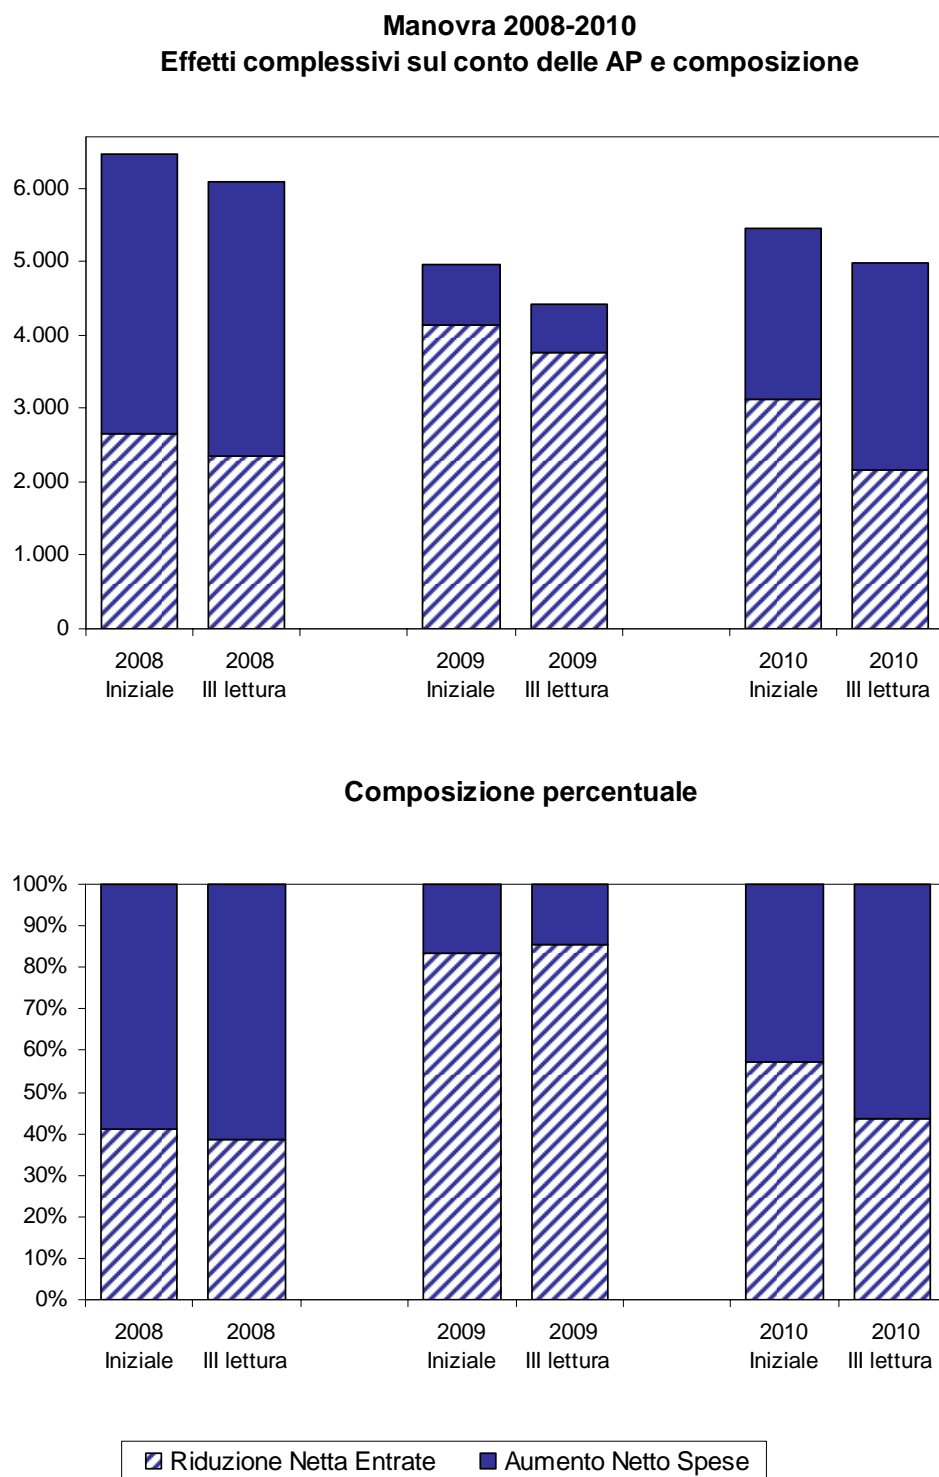 Manovra 2008-2010
Effetti complessivi sul conto delle AP e composizione
6.000
5.000
4.000
3.000
2.000
1.000
0
2008 2008 2009 2009 2010 2010
Iniziale III lettura Iniziale III lettura Iniziale III lettura
Composizione percentuale
100%
90%
80%
70%
60%
50%
40%
30%
20%
10%
0%
2008 2008 2009 2009 2010 2010
Iniziale III lettura Iniziale III lettura Iniziale III lettura
Riduzione Netta Entrate Aumento Netto Spese